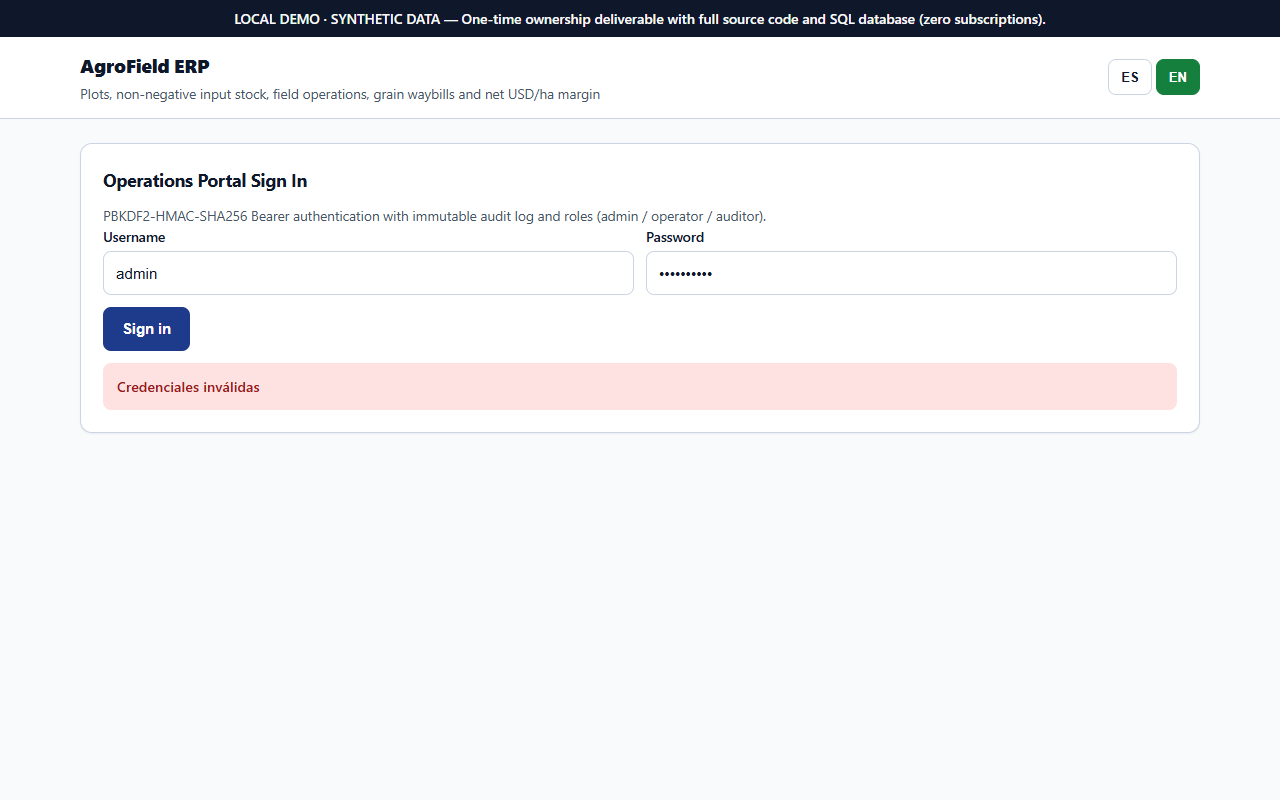 LOCAL DEMO · SYNTHETIC DATA — One-time ownership deliverable with full source code and SQL database (zero subscriptions).
AgroField ERP
Plots, non-negative input stock, field operations, grain waybills and net USD/ha margin
ES
EN
Operations Portal Sign In
PBKDF2-HMAC-SHA256 Bearer authentication with immutable audit log and roles (admin / operator / auditor).
Username
Password
admin
••••••••••
Sign in
Credenciales inválidas